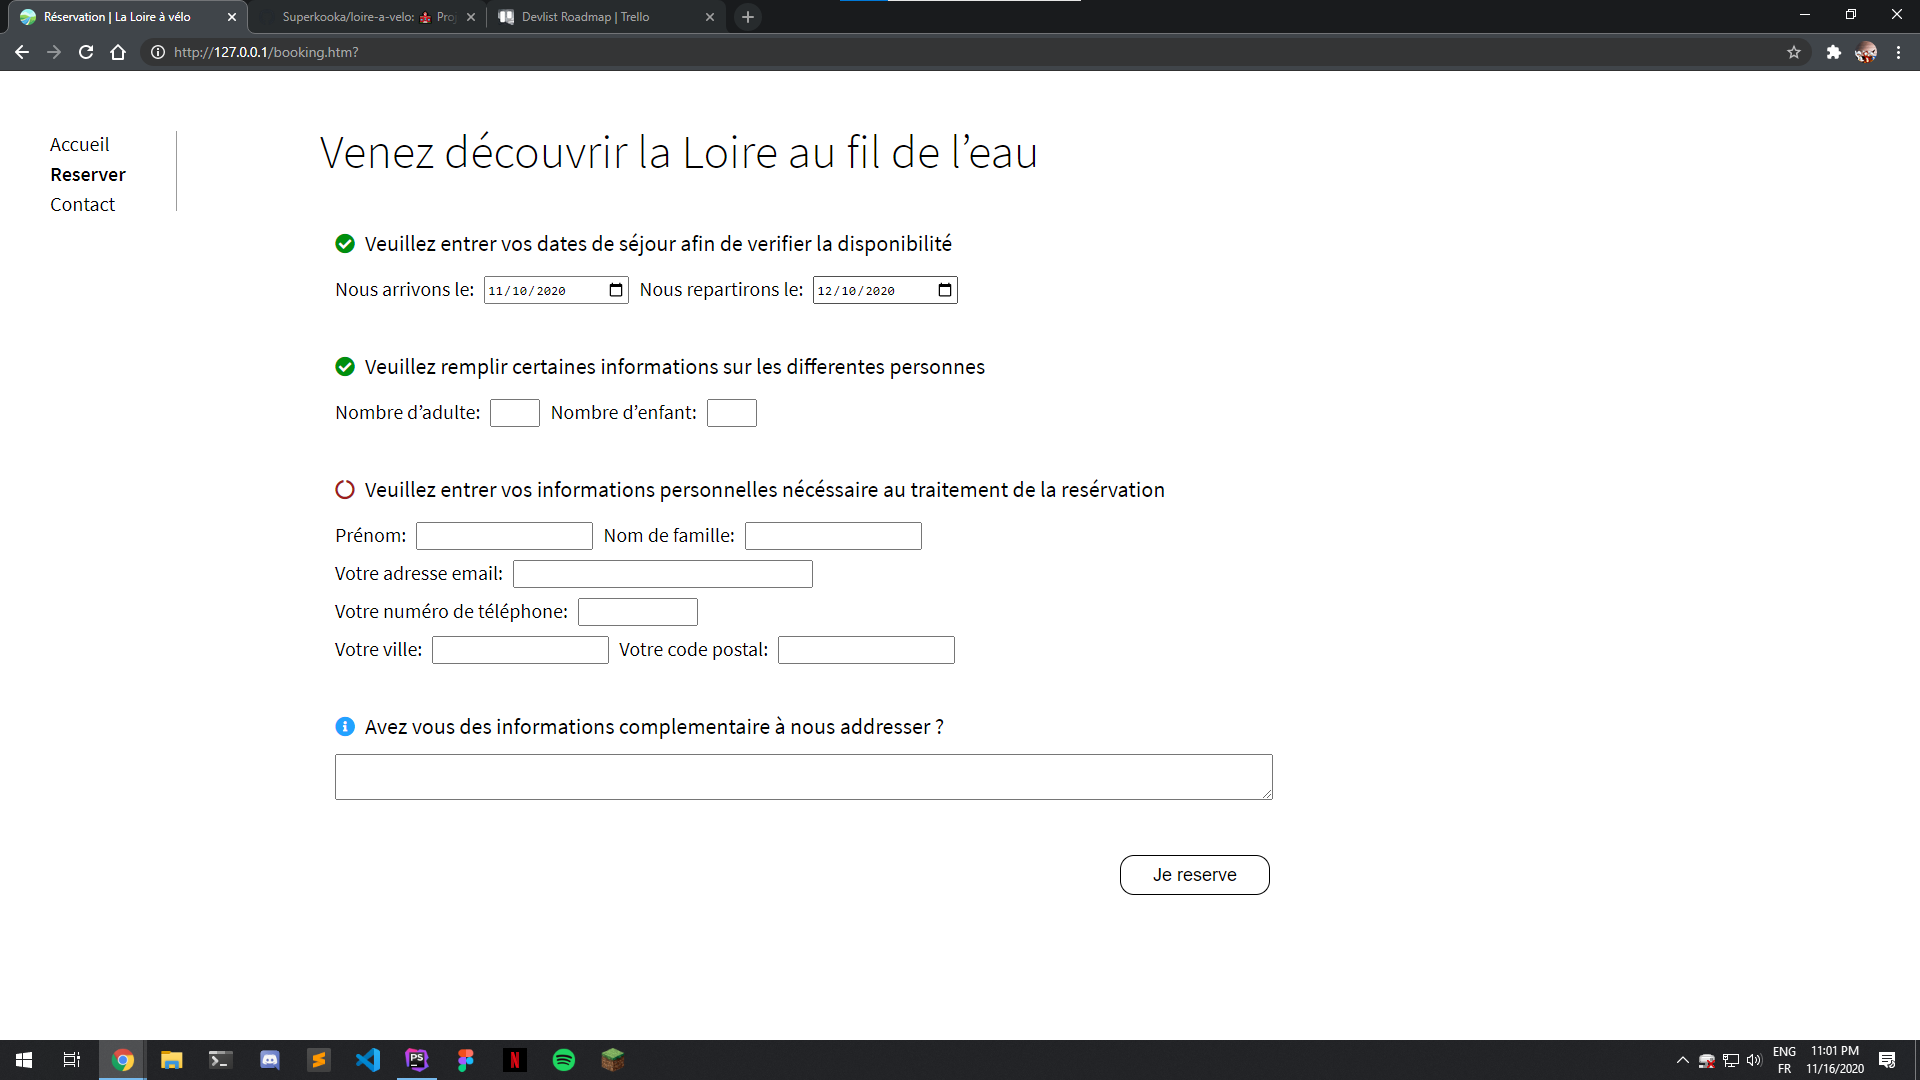 Réservation | La Loire à vélo
Superkooka/loire-a-velo: Pro
Devlist Roadmap | Trello
http://127.0.0.1/booking.htm?
Accueil
Reserver
Contact
Venez découvrir la Loire au fil de l’eau
Veuillez entrer vos dates de séjour afin de verifier la disponibilité
Nous arrivons le: 11/10/2020 Nous repartirons le: 12/10/2020
Veuillez remplir certaines informations sur les differentes personnes
Nombre d’adulte: Nombre d’enfant:
Veuillez entrer vos informations personnelles nécéssaire au traitement de la resérvation
Prénom: Nom de famille:
Votre adresse email:
Votre numéro de téléphone:
Votre ville: Votre code postal:
Avez vous des informations complementaire à nous addresser ?
Je reserve
PS
N
ENG 11:01 PM
FR 11/16/2020